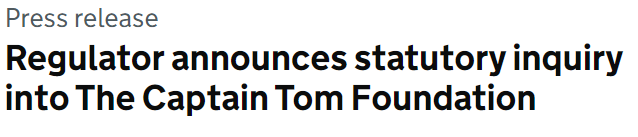 Press release
Regulator announces statutory inquiry
into The Captain Tom Foundation